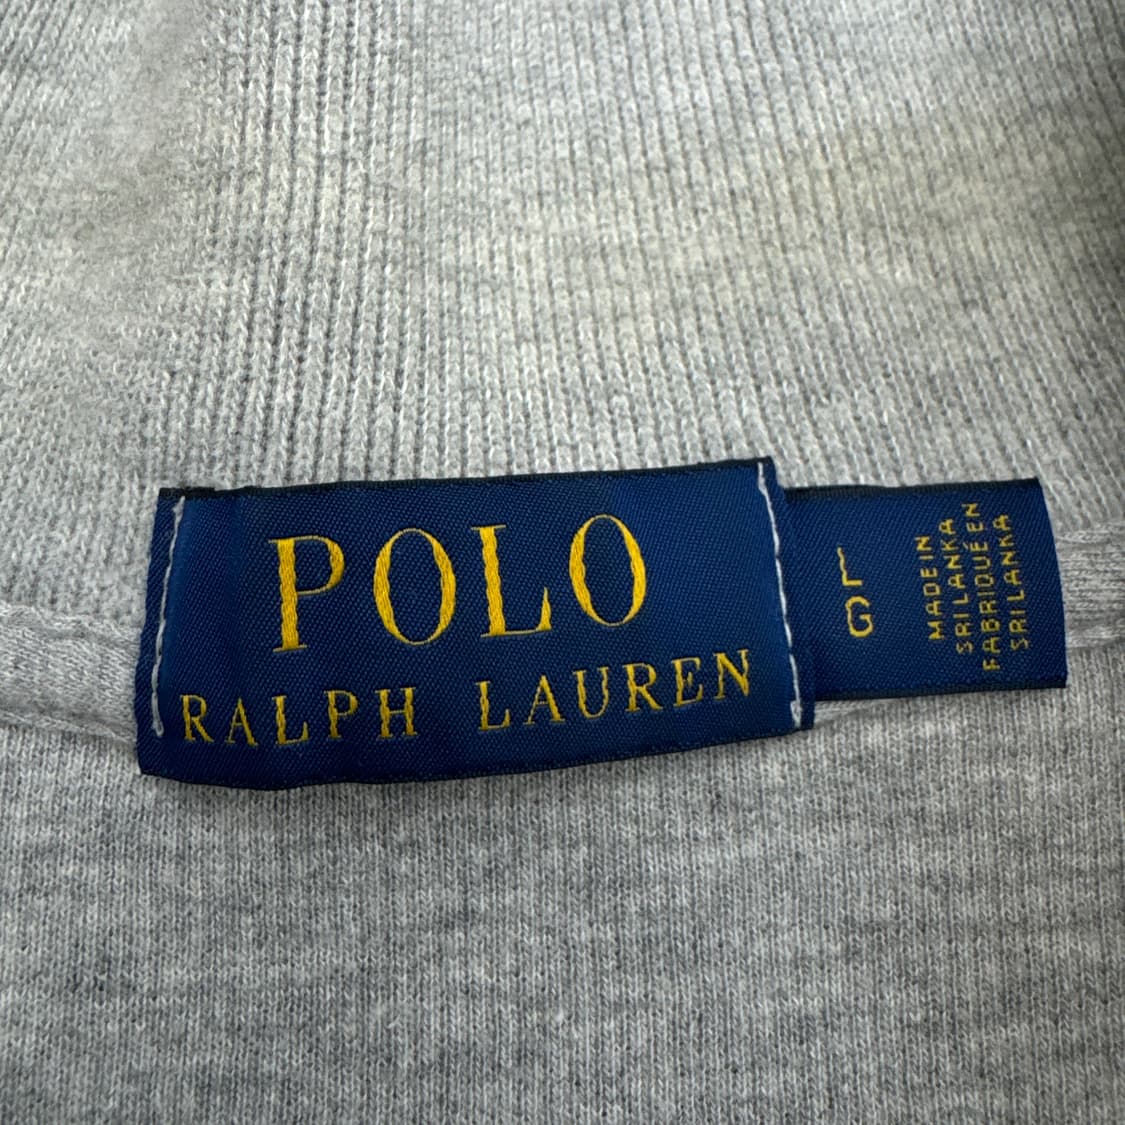 POLO
RALPH LAUREN
L
G
MADE IN
SRI LANKA
FABRIQUÉ EN
SRI LANKA